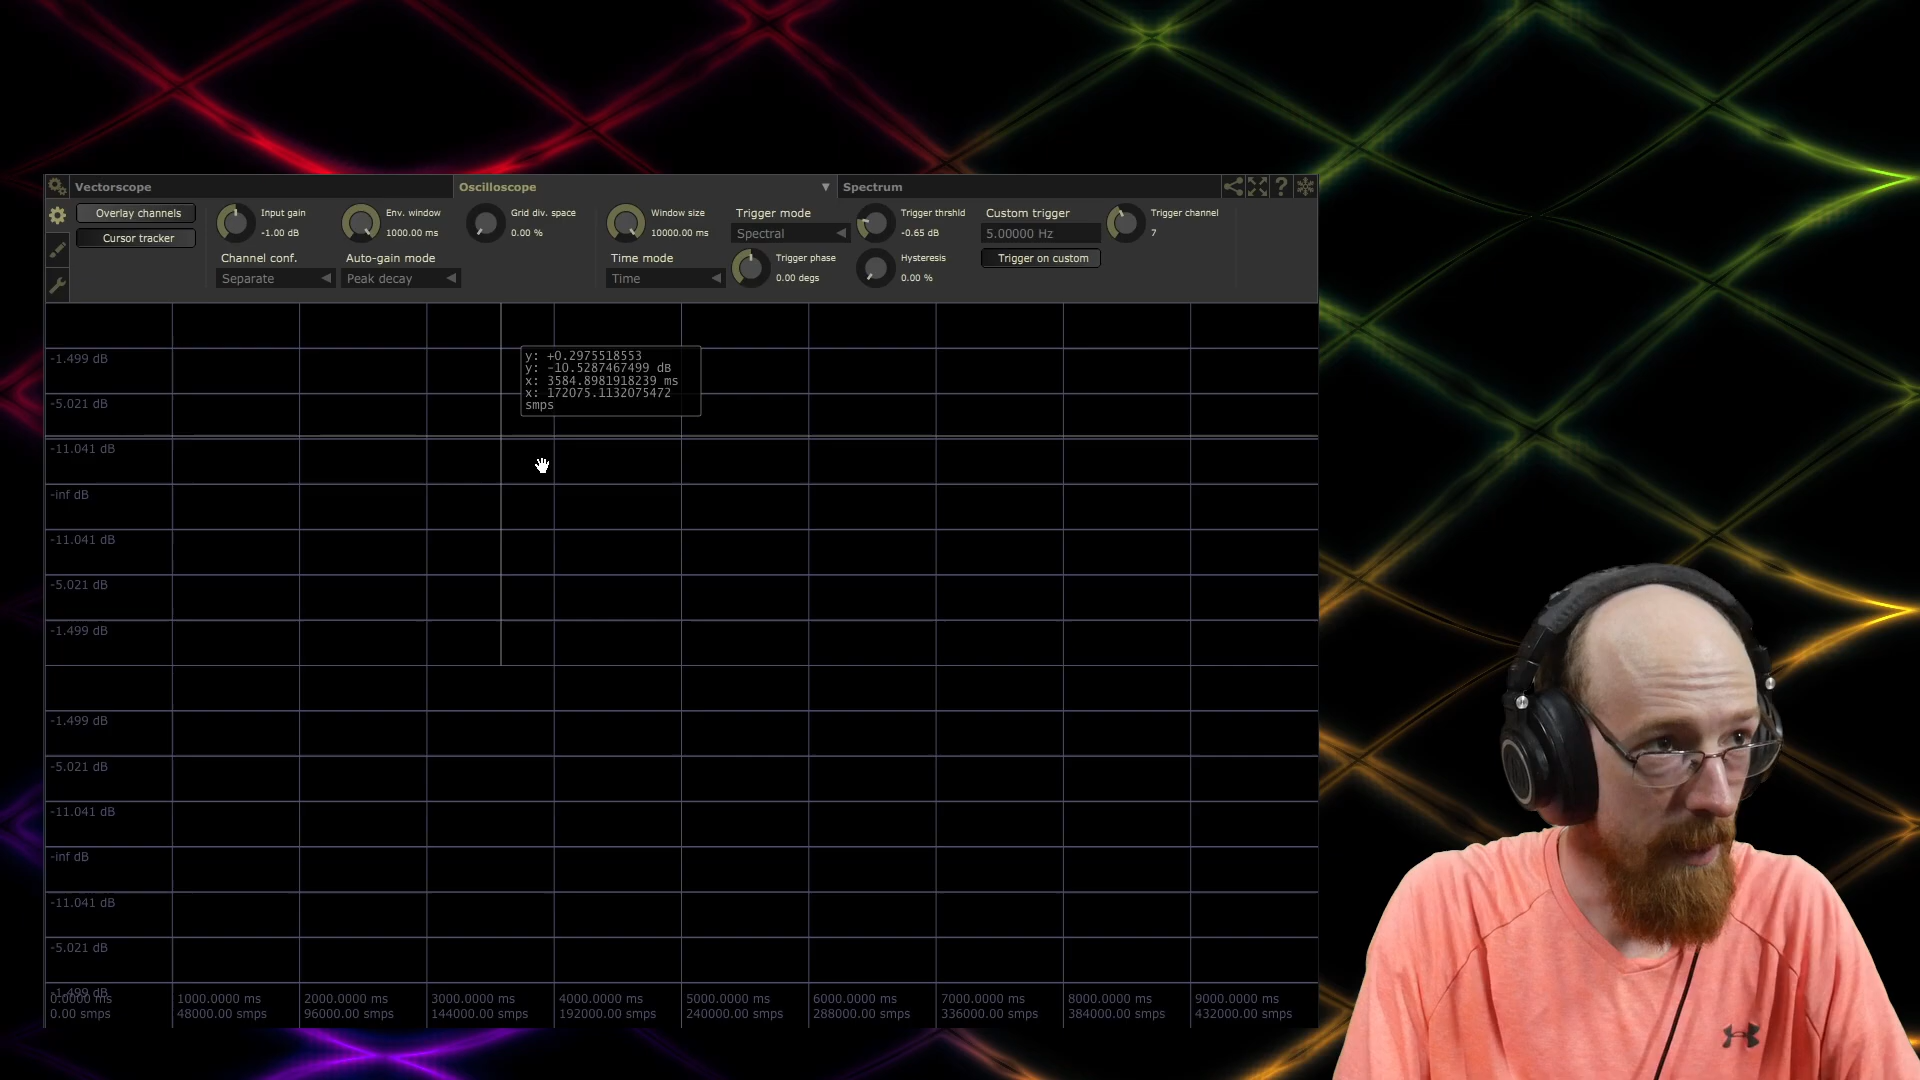 Vectorscope
Oscilloscope
Spectrum
?
Overlay channels
Cursor tracker
Input gain
-1.00 dB
Env. window
1000.00 ms
Grid div. space
0.00 %
Channel conf.
Separate
Auto-gain mode
Peak decay
Window size
10000.00 ms
Time mode
Time
Trigger mode
Spectral
Trigger phase
0.00 degs
Trigger thrshld
-0.65 dB
Hysteresis
0.00 %
Custom trigger
5.00000 Hz
Trigger on custom
Trigger channel
7
y: +0.2975518553
y: -10.5287467499 dB
x: 3584.8981918239 ms
x: 172075.1132075472
smps
-1.499 dB
-5.021 dB
-11.041 dB
-inf dB
-11.041 dB
-5.021 dB
-1.499 dB
-1.499 dB
-5.021 dB
-11.041 dB
-inf dB
-11.041 dB
-5.021 dB
-1.499 dB
0.0000 ms
0.00 smps
1000.0000 ms
48000.00 smps
2000.0000 ms
96000.00 smps
3000.0000 ms
144000.00 smps
4000.0000 ms
192000.00 smps
5000.0000 ms
240000.00 smps
6000.0000 ms
288000.00 smps
7000.0000 ms
336000.00 smps
8000.0000 ms
384000.00 smps
9000.0000 ms
432000.00 smps